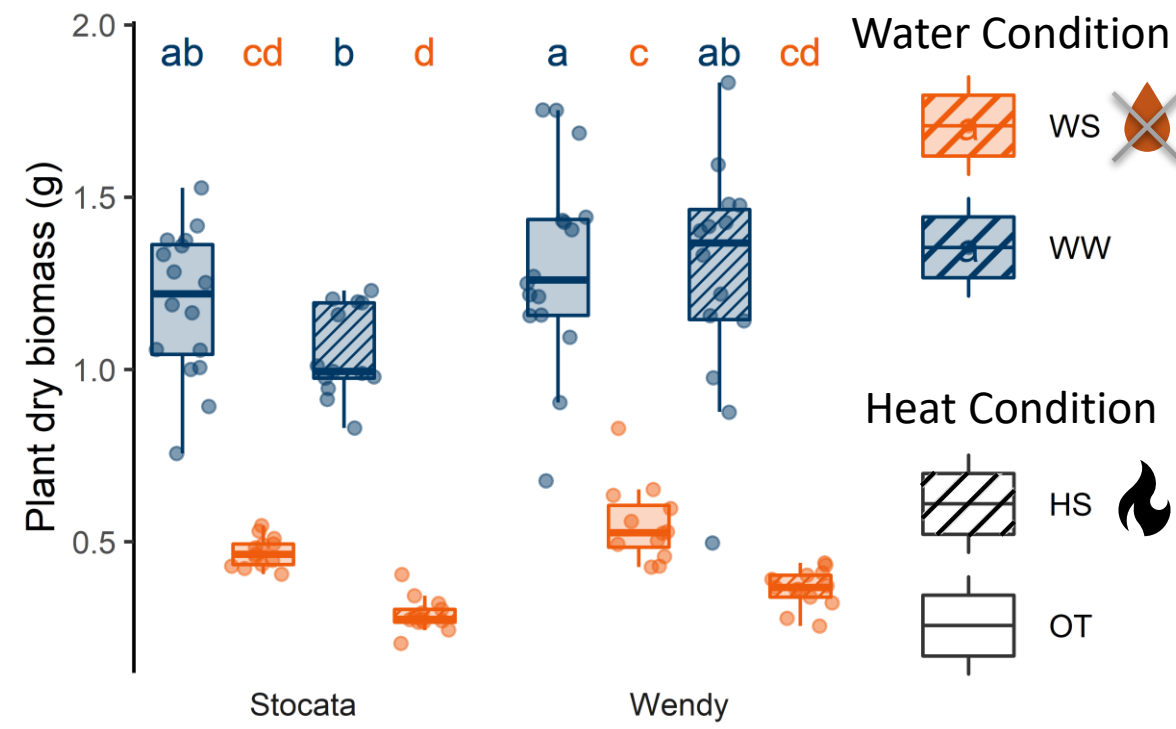 2.0
ab cd b d a c ab cd
1.5
1.0
0.5
Plant dry biomass (g)
Stocata Wendy
Water Condition
a WS
a WW
Heat Condition
HS
OT